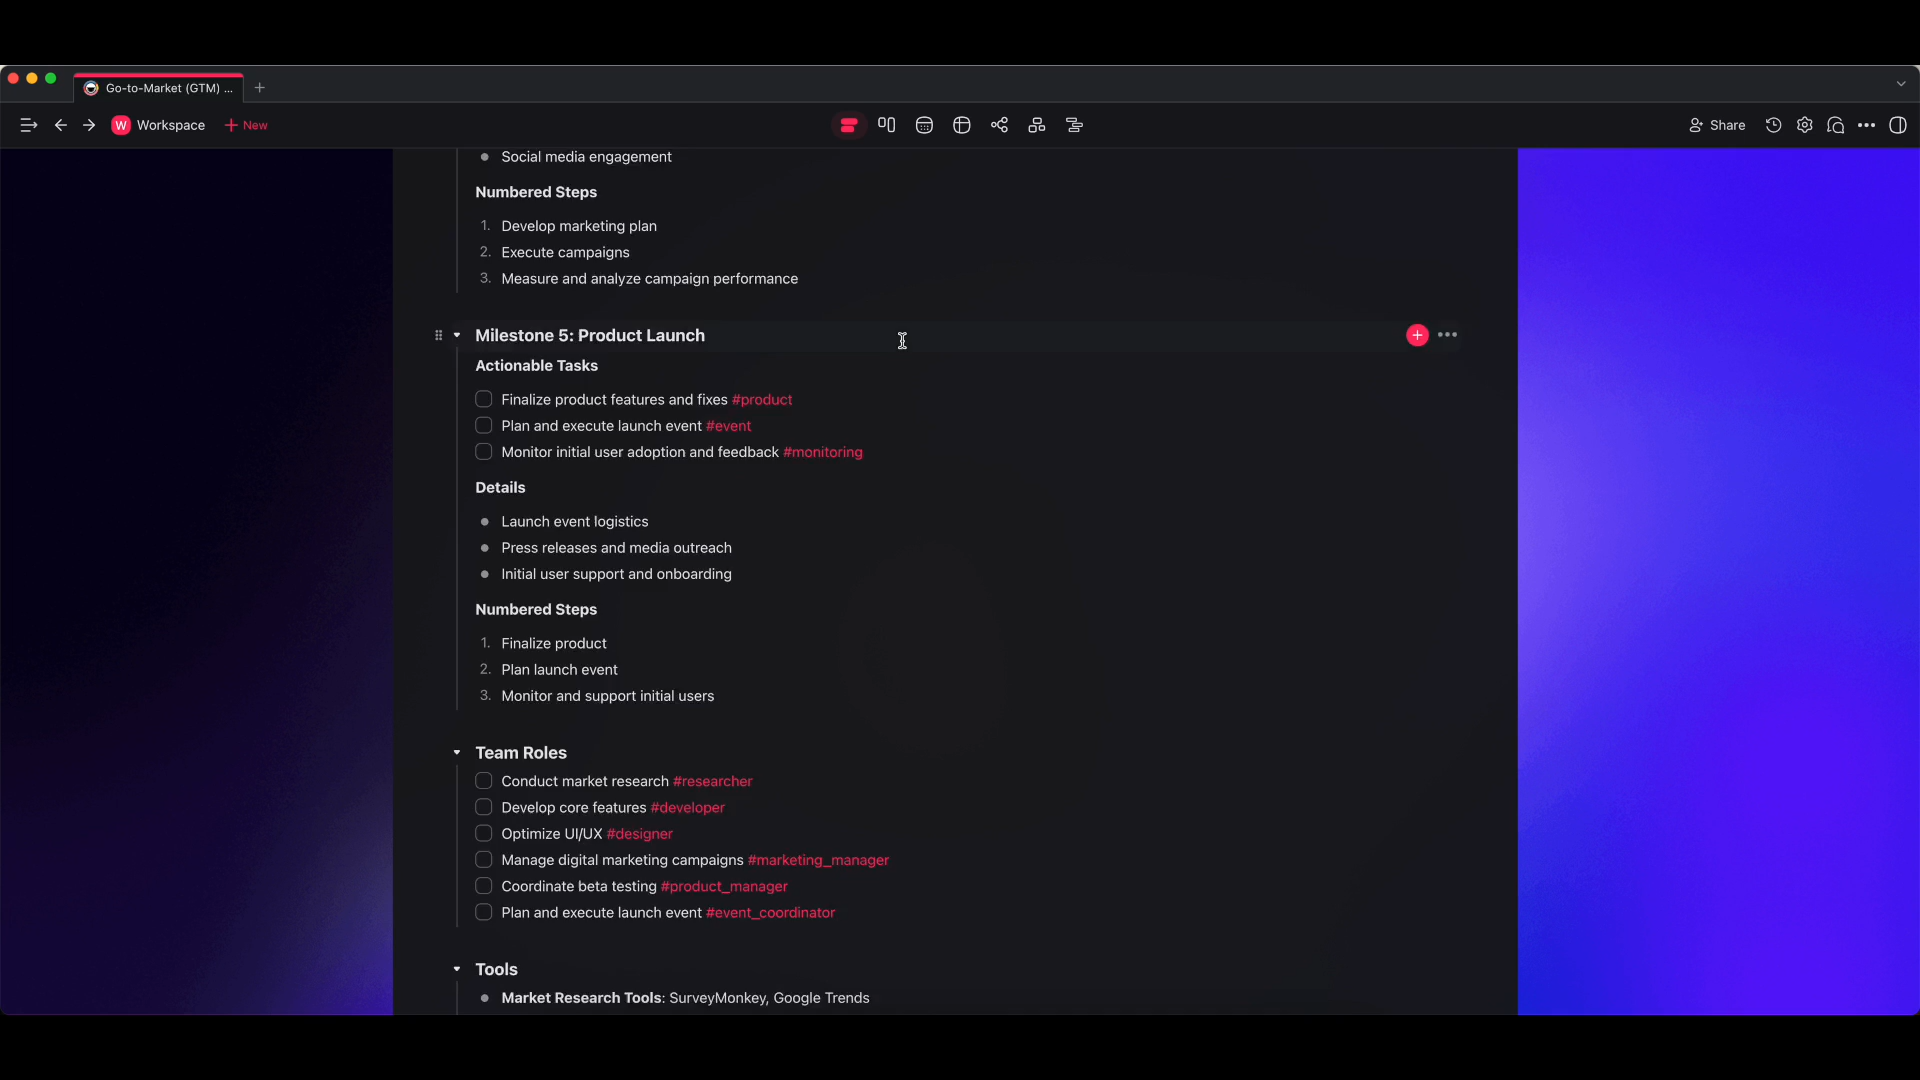 Go-to-Market (GTM) ...
W Workspace + New
Share
Social media engagement
Numbered Steps
1. Develop marketing plan
2. Execute campaigns
3. Measure and analyze campaign performance
Milestone 5: Product Launch
Actionable Tasks
Finalize product features and fixes #product
Plan and execute launch event #event
Monitor initial user adoption and feedback #monitoring
Details
Launch event logistics
Press releases and media outreach
Initial user support and onboarding
Numbered Steps
1. Finalize product
2. Plan launch event
3. Monitor and support initial users
Team Roles
Conduct market research #researcher
Develop core features #developer
Optimize UI/UX #designer
Manage digital marketing campaigns #marketing_manager
Coordinate beta testing #product_manager
Plan and execute launch event #event_coordinator
Tools
Market Research Tools: SurveyMonkey, Google Trends